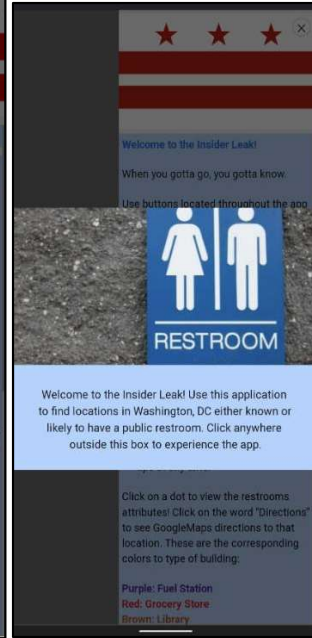 Welcome to the Insider Leak!
When you gotta go, you gotta know.
Use buttons located throughout the app
RESTROOM
Welcome to the Insider Leak! Use this application
to find locations in Washington, DC either known or
likely to have a public restroom. Click anywhere
outside this box to experience the app.
Click on a dot to view the restrooms
attributes! Click on the word "Directions"
to see GoogleMaps directions to that
location. These are the corresponding
colors to type of building:
Purple: Fuel Station
Red: Grocery Store
Brown: Library